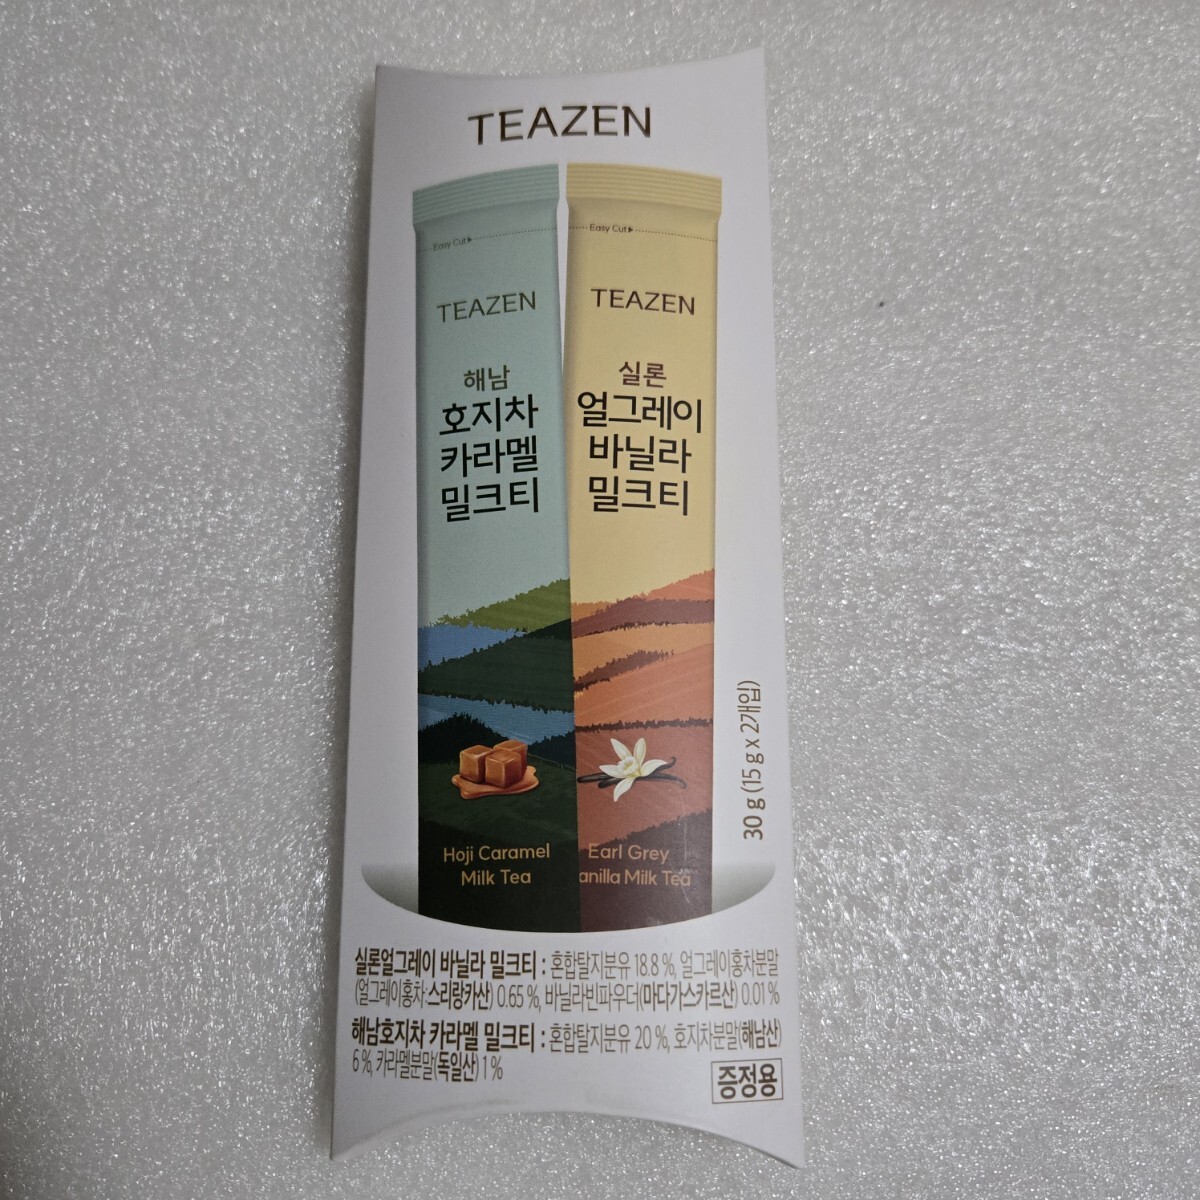 TEAZEN
Easy Cut
TEAZEN
해남
호지차
카라멜
밀크티
Hoji Caramel
Milk Tea
Easy Cut
TEAZEN
실론
얼그레이
바닐라
밀크티
Earl Grey
anilla Milk Tea
30 g (15 g x 2개입)
실론얼그레이 바닐라 밀크티 : 혼합탈지분유 18.8 %, 얼그레이홍차분말
(얼그레이홍차·스리랑카산) 0.65 %, 바닐라빈파우더(마다가스카르산) 0.01 %
해남호지차 카라멜 밀크티 : 혼합탈지분유 20 %, 호지차분말(해남산)
6 %, 카라멜분말(독일산) 1 %
증정용